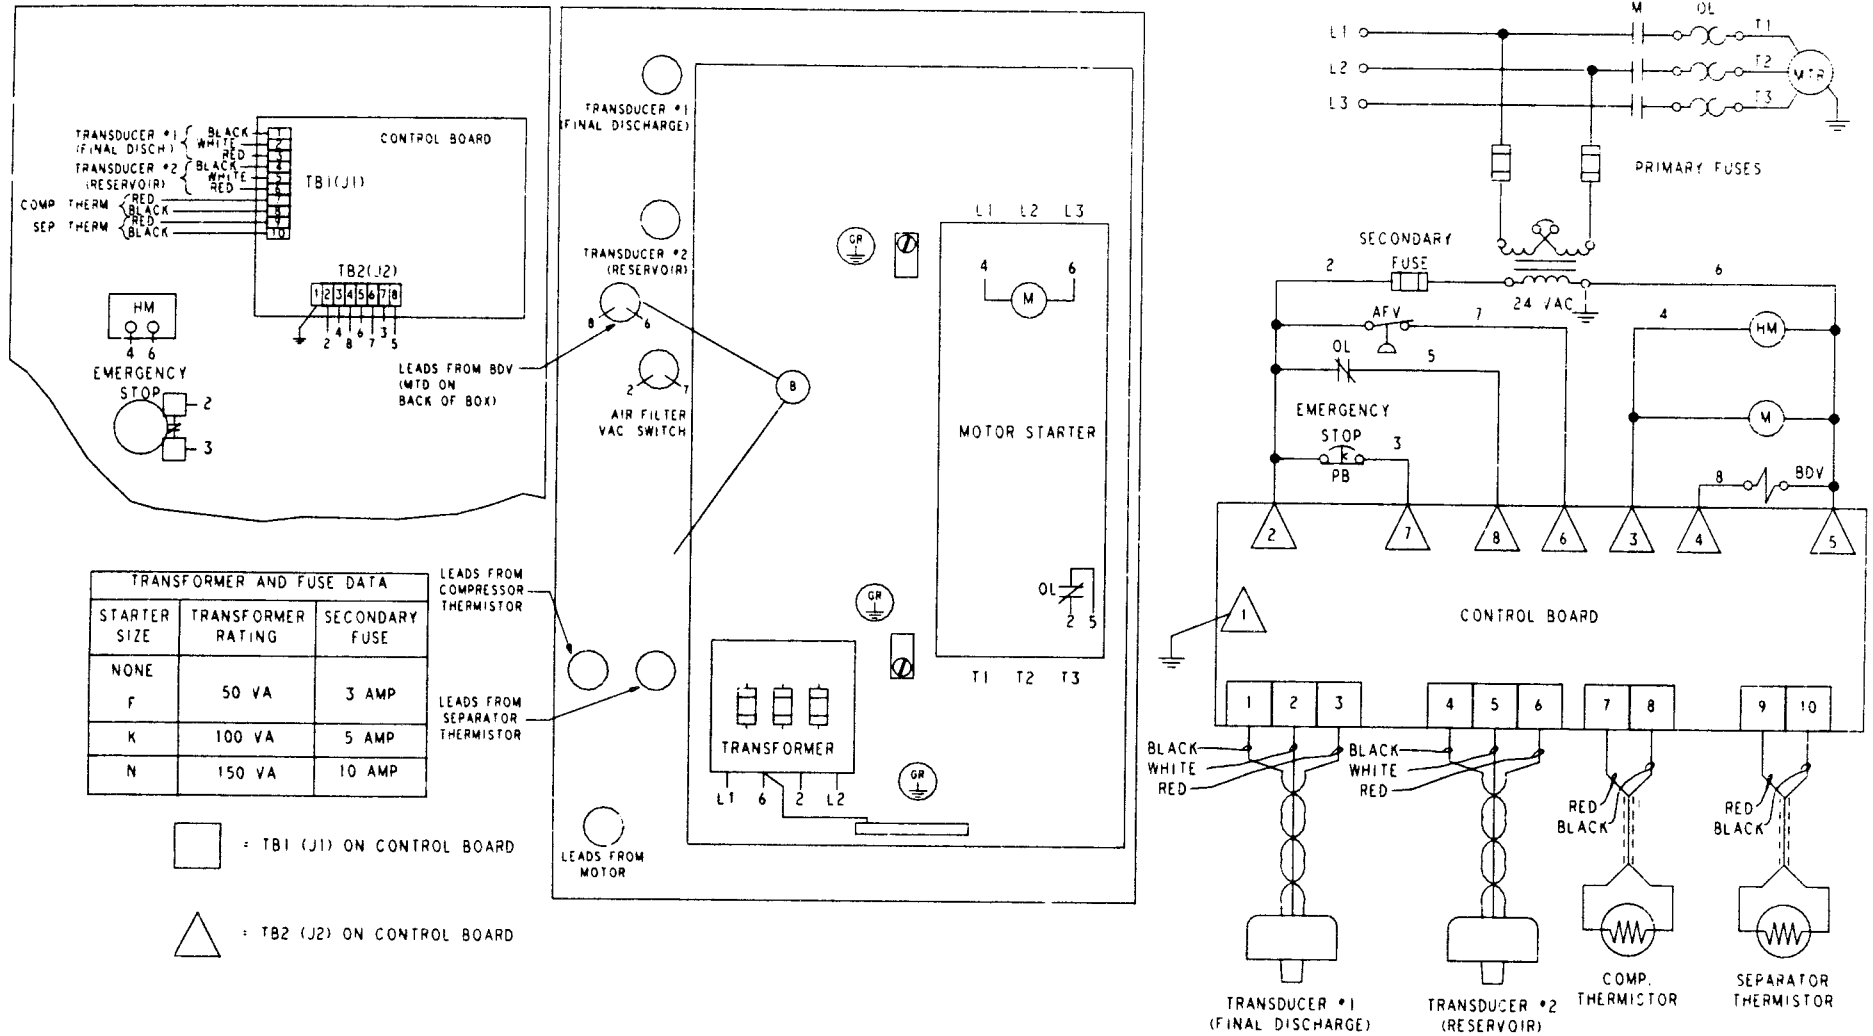 TRANSDUCER #1
(FINAL DISCH)
BLACK
WHITE
RED
TRANSDUCER #2
(RESERVOIR)
BLACK
WHITE
RED
COMP THERM
RED
BLACK
SEP THERM
RED
BLACK
1
2
3
4
5
6
7
8
9
10
CONTROL BOARD
TB1(J1)
TB2(J2)
1 2 3 4 5 6 7 8
2 4 8 6 7 3 5
HM
4 6
EMERGENCY
STOP
2
3
TRANSFORMER AND FUSE DATA
STARTER SIZE
TRANSFORMER RATING
SECONDARY FUSE
NONE
F 50 VA 3 AMP
K 100 VA 5 AMP
N 150 VA 10 AMP
= TB1 (J1) ON CONTROL BOARD
= TB2 (J2) ON CONTROL BOARD
TRANSDUCER #1
(FINAL DISCHARGE)
TRANSDUCER #2
(RESERVOIR)
8 6
LEADS FROM BDV
(MTD ON
BACK OF BOX)
2 7
AIR FILTER
VAC SWITCH
B
LEADS FROM
COMPRESSOR
THERMISTOR
LEADS FROM
SEPARATOR
THERMISTOR
LEADS FROM
MOTOR
GR
L1 L2 L3
4 6
M
MOTOR STARTER
GR
OL
2 5
T1 T2 T3
TRANSFORMER
L1 6 2 L2
GR
M OL
L1 T1
L2 T2
MTR
L3 T3
PRIMARY FUSES
SECONDARY
FUSE
2 6
24 VAC
AFV
7
4
HM
OL
5
EMERGENCY
STOP
3
PB
M
8
BDV
2 7 8 6 3 4 5
1
CONTROL BOARD
1 2 3 4 5 6 7 8 9 10
BLACK
WHITE
RED
BLACK
WHITE
RED
RED
BLACK
RED
BLACK
TRANSDUCER #1
(FINAL DISCHARGE)
TRANSDUCER #2
(RESERVOIR)
COMP.
THERMISTOR
SEPARATOR
THERMISTOR